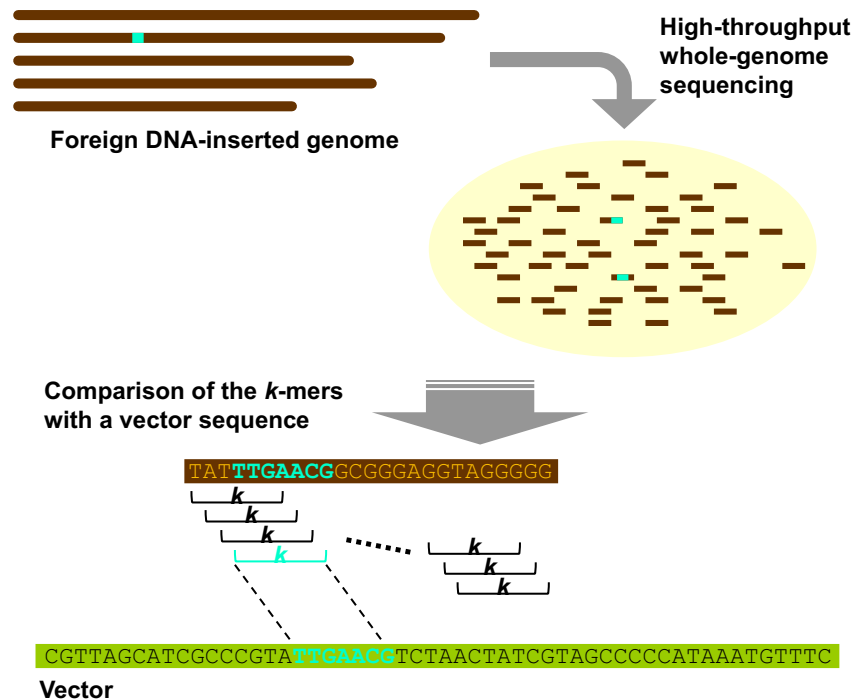 High-throughput
whole-genome
sequencing
Foreign DNA-inserted genome
Comparison of the k-mers
with a vector sequence
TATTTGAACGGCGGGAGGTAGGGGG
k
k
k
k
k
k
k
CGTTAGCATCGCCCGTATTGAACGTCTAACTATCGTAGCCCCCATAAATGTTTC
Vector